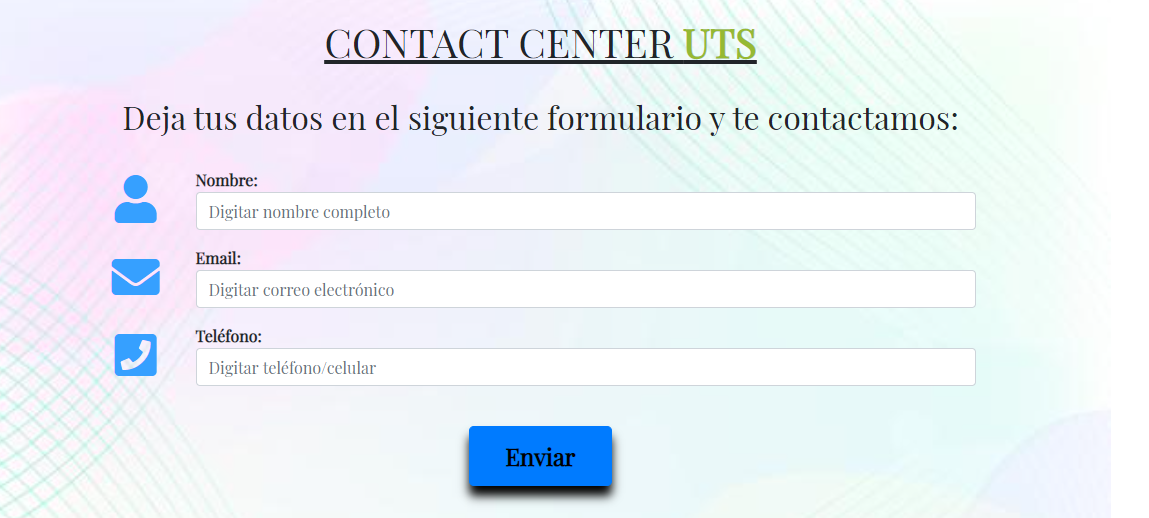 CONTACT CENTER UTS
Deja tus datos en el siguiente formulario y te contactamos:
Nombre:
Digitar nombre completo
Email:
Digitar correo electrónico
Teléfono:
Digitar teléfono/celular
Enviar